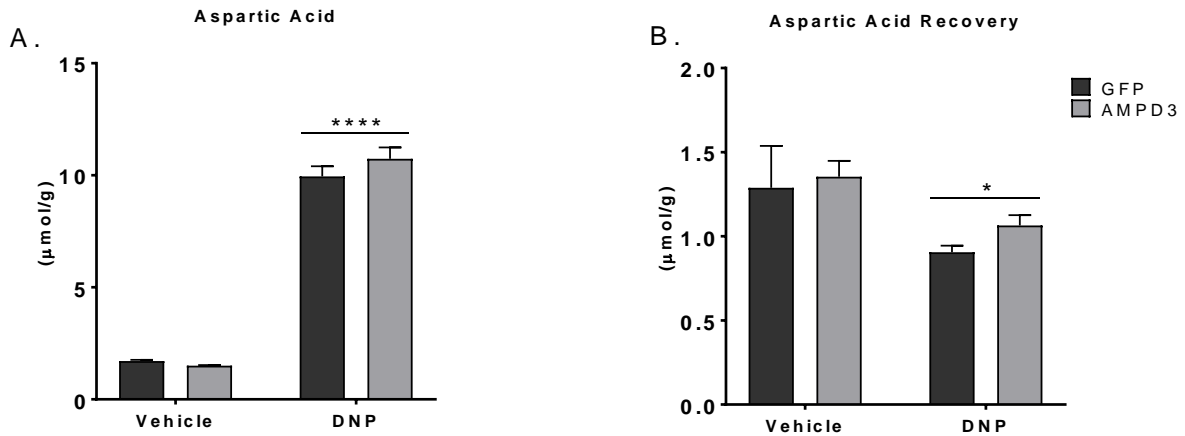 Aspartic Acid
A.
15
10
5
0
(μmol/g)
****
Vehicle DNP
Aspartic Acid Recovery
B.
2.0
1.5
1.0
0.5
0.0
(μmol/g)
*
Vehicle DNP
GFP
AMPD3